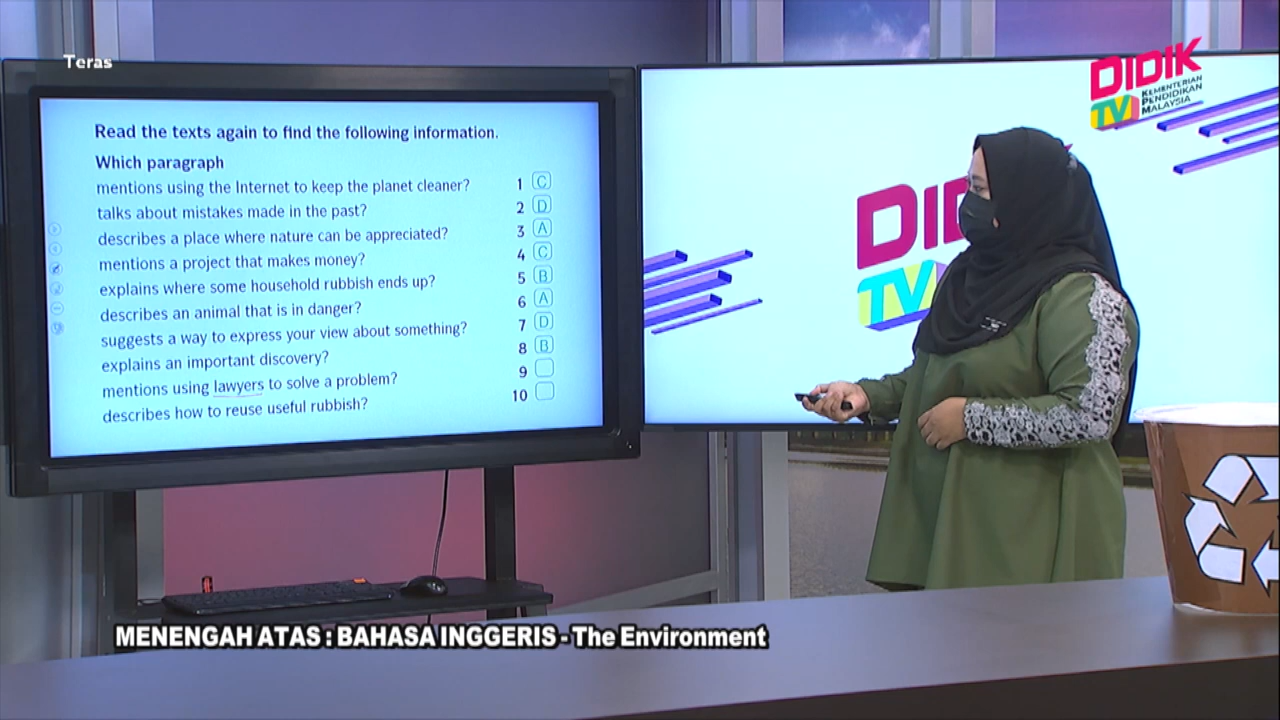 Teras
DIDIK
TV
KEMENTERIAN
PENDIDIKAN
MALAYSIA
Read the texts again to find the following information.
Which paragraph
mentions using the Internet to keep the planet cleaner? 1 C
talks about mistakes made in the past? 2 D
describes a place where nature can be appreciated? 3 A
mentions a project that makes money? 4 C
explains where some household rubbish ends up? 5 B
describes an animal that is in danger? 6 A
suggests a way to express your view about something? 7 D
explains an important discovery? 8 B
mentions using lawyers to solve a problem? 9
describes how to reuse useful rubbish? 10
TV
MENENGAH ATAS : BAHASA INGGERIS - The Environment